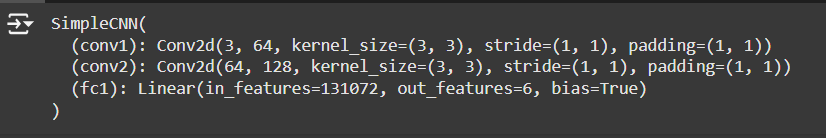 SimpleCNN(
  (conv1): Conv2d(3, 64, kernel_size=(3, 3), stride=(1, 1), padding=(1, 1))
  (conv2): Conv2d(64, 128, kernel_size=(3, 3), stride=(1, 1), padding=(1, 1))
  (fc1): Linear(in_features=131072, out_features=6, bias=True)
)